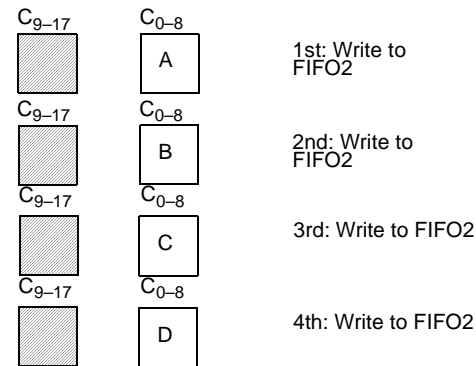 C9–17 C0–8
A 1st: Write to
FIFO2
C9–17 C0–8
B 2nd: Write to
FIFO2
C9–17 C0–8
C 3rd: Write to FIFO2
C9–17 C0–8
D 4th: Write to FIFO2